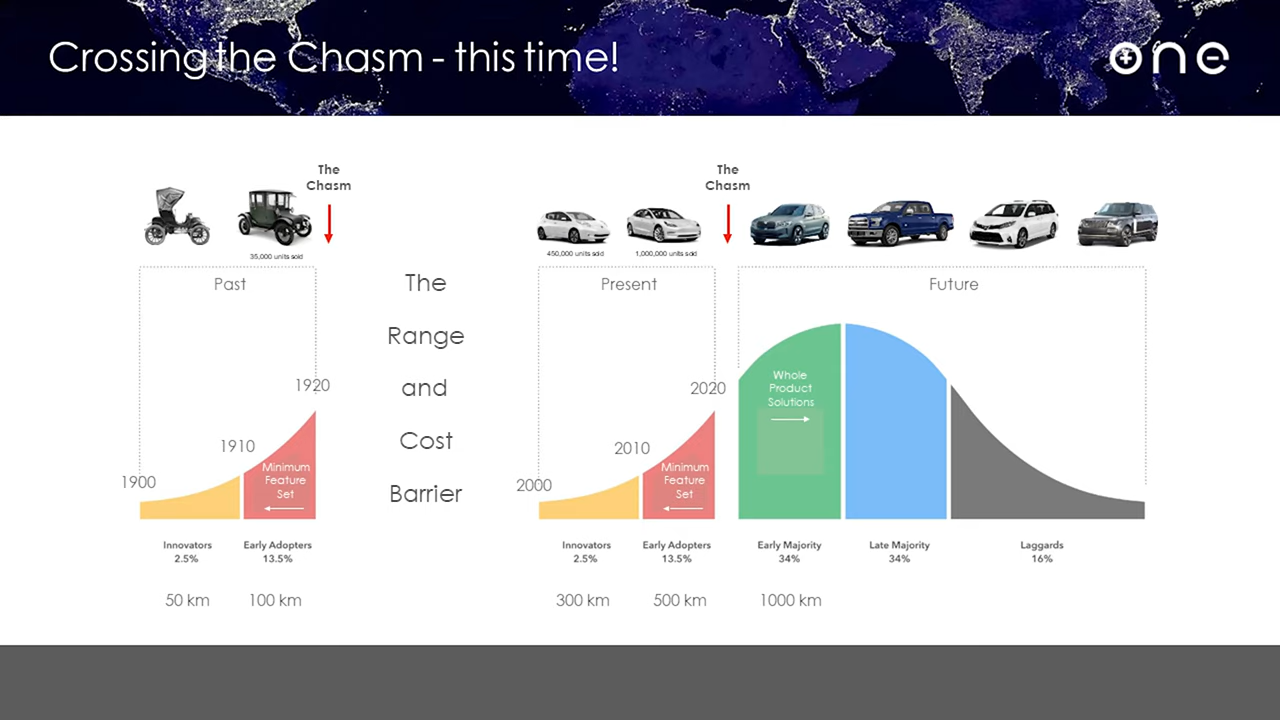 Crossing the Chasm - this time!
one
The
Chasm
35,000 units sold
Past
1920
1910
1900
Minimum
Feature
Set
Innovators
2.5%
Early Adopters
13.5%
50 km
100 km
The
Range
and
Cost
Barrier
The
Chasm
450,000 units sold
1,000,000 units sold
Present
2020
2010
2000
Minimum
Feature
Set
Innovators
2.5%
Early Adopters
13.5%
300 km
500 km
Future
Whole
Product
Solutions
Early Majority
34%
Late Majority
34%
Laggards
16%
1000 km